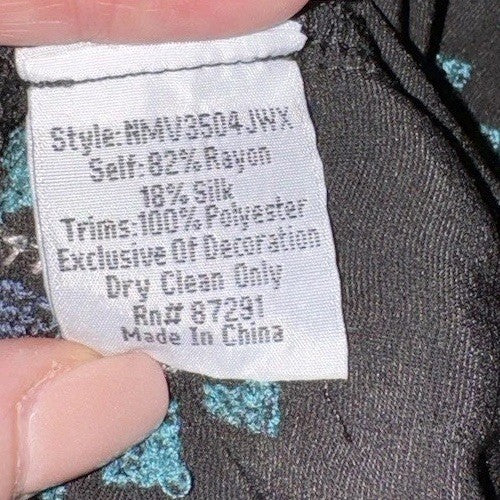 Style:NMV3504JWX
Self:82% Rayon
18% Silk
Trims:100% Polyester
Exclusive Of Decoration
Dry Clean Only
Rn# 87291
Made In China